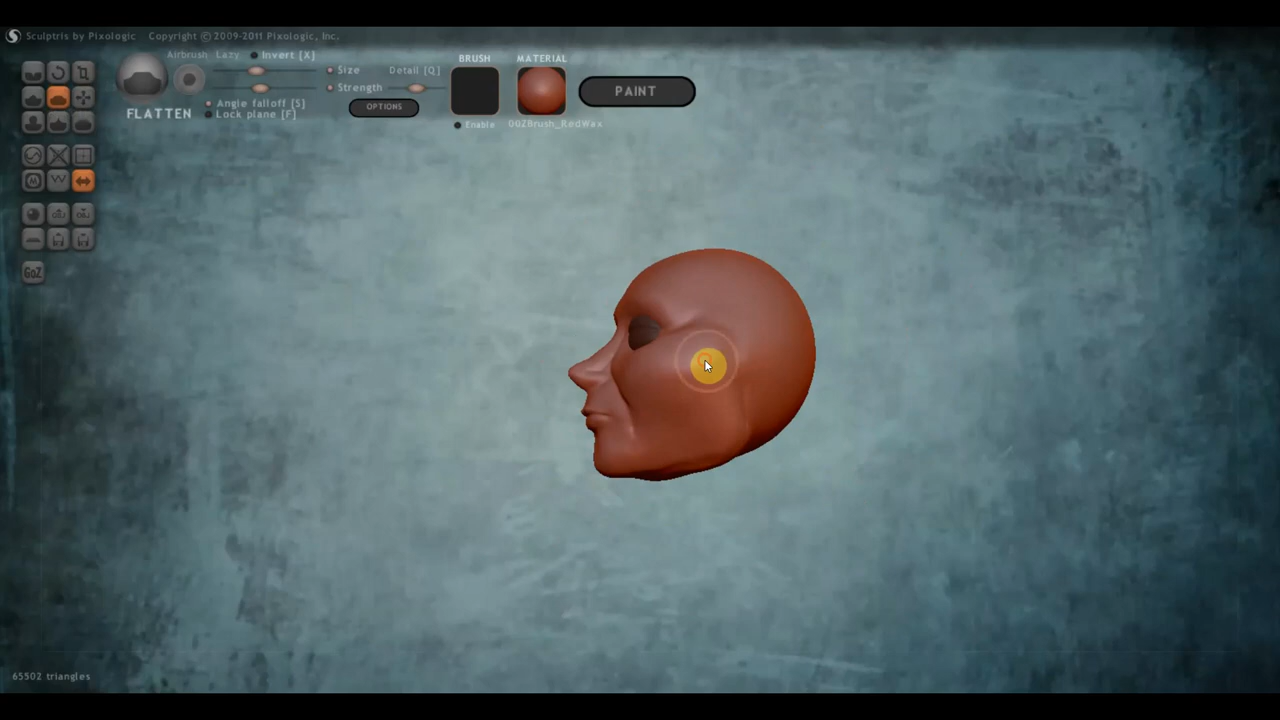 Sculptris by Pixologic Copyright © 2009-2011 Pixologic, Inc.
Airbrush Lazy Invert [X]
Size Detail [Q]
Strength
Angle falloff [S]
FLATTEN Lock plane [F]
OPTIONS
BRUSH
Enable
MATERIAL
00ZBrush_RedWax
PAINT
GoZ
65502 triangles